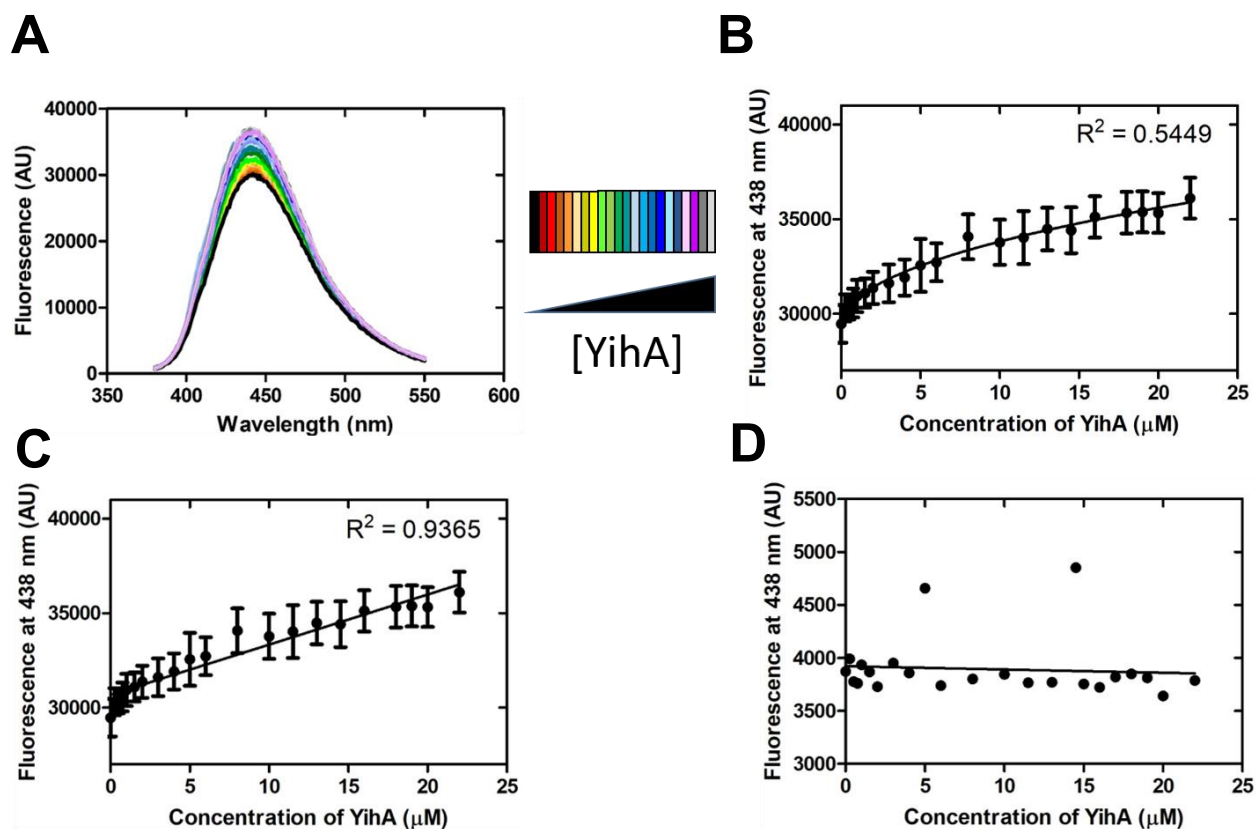 A
Fluorescence (AU)
40000
30000
20000
10000
0
350 400 450 500 550 600
Wavelength (nm)
[YihA]
B
Fluorescence at 438 nm (AU)
R² = 0.5449
40000
35000
30000
0 5 10 15 20 25
Concentration of YihA (μM)
C
Fluorescence at 438 nm (AU)
R² = 0.9365
40000
35000
30000
0 5 10 15 20 25
Concentration of YihA (μM)
D
Fluorescence at 438 nm (AU)
5500
5000
4500
4000
3500
3000
0 5 10 15 20 25
Concentration of YihA (μM)